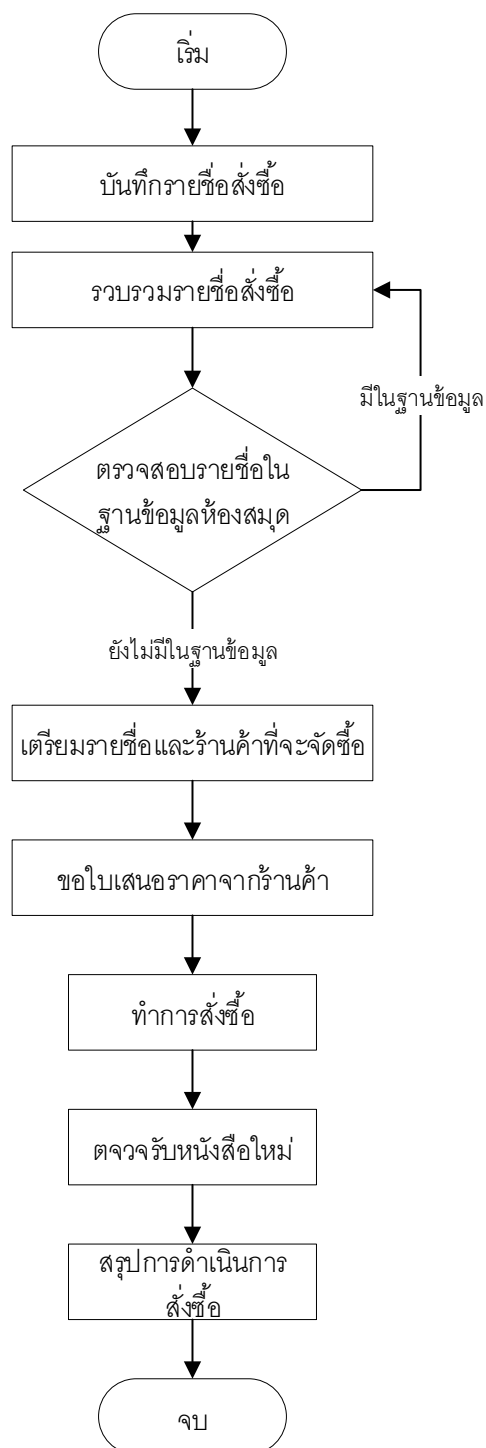 เริ่ม
บันทึกรายชื่อสั่งซื้อ
รวบรวมรายชื่อสั่งซื้อ
มีในฐานข้อมูล
ตรวจสอบรายชื่อใน
ฐานข้อมูลห้องสมุด
ยังไม่มีในฐานข้อมูล
เตรียมรายชื่อและร้านค้าที่จะจัดซื้อ
ขอใบเสนอราคาจากร้านค้า
ทำการสั่งซื้อ
ตจวจรับหนังสือใหม่
สรุปการดำเนินการ
สั่งซื้อ
จบ